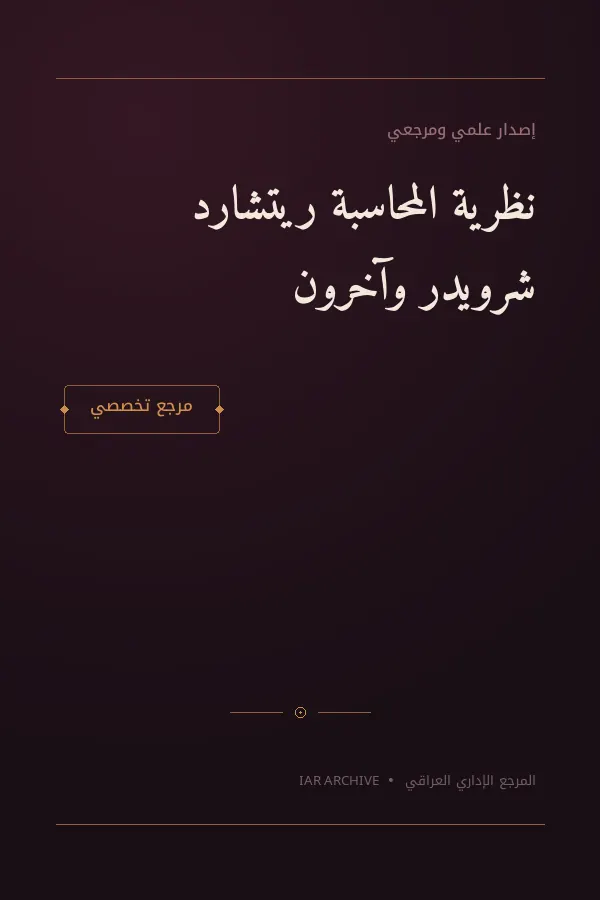 إصدار علمي ومرجعي
نظرية المحاسبة ريتشارد
شرويدر وآخرون
مرجع تخصصي
المرجع الإداري العراقي • IAR ARCHIVE